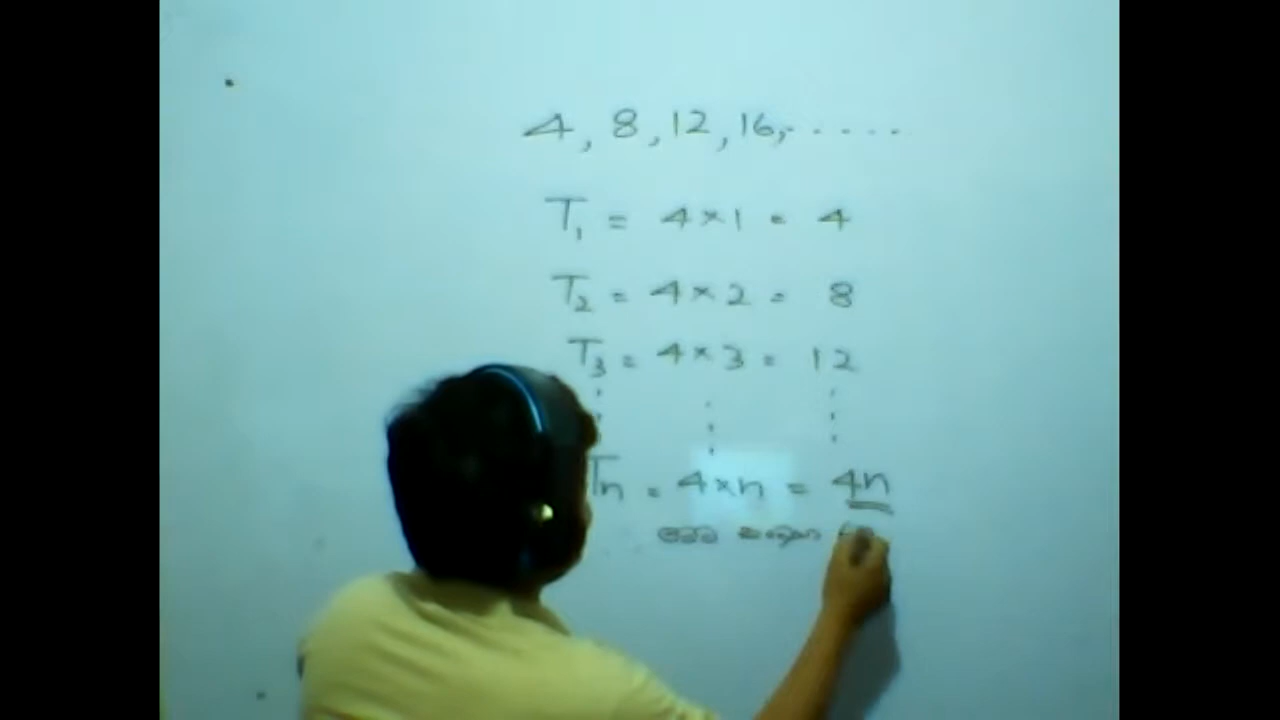 4, 8, 12, 16, .....
T₁ = 4 × 1 = 4
T₂ = 4 × 2 = 8
T₃ = 4 × 3 = 12
Tn = 4 × n = 4n